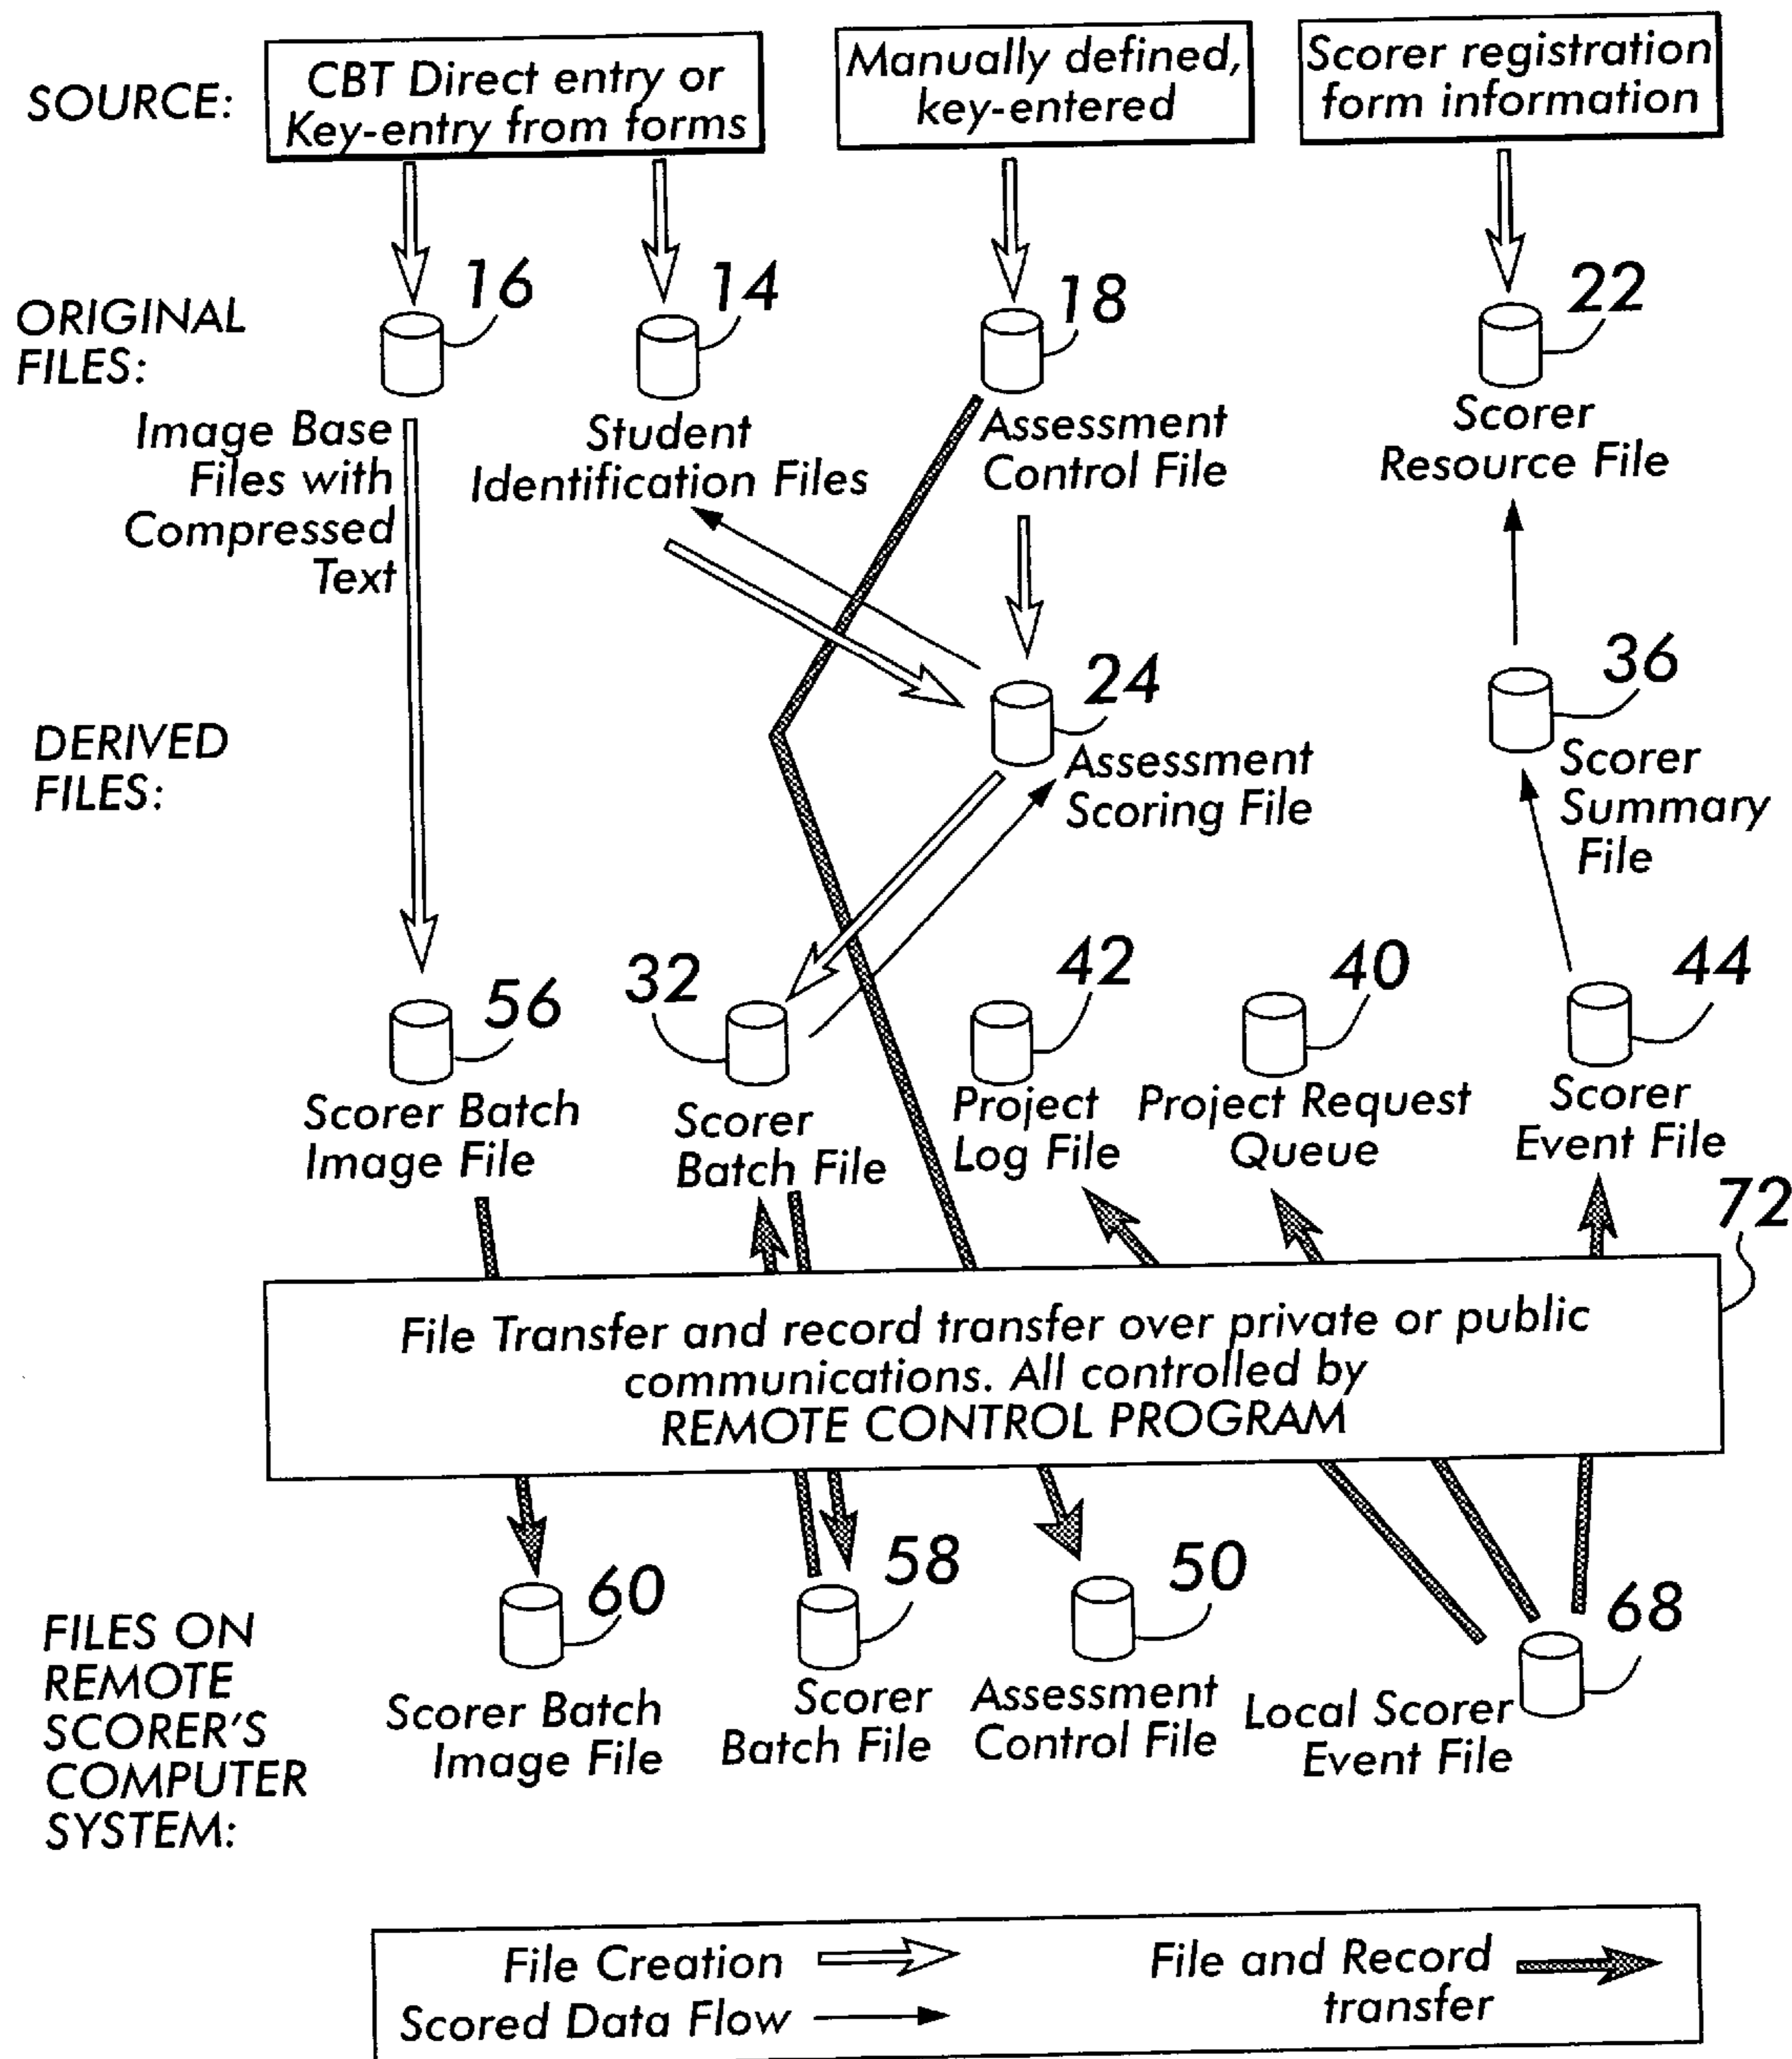 SOURCE:
CBT Direct entry or
Key-entry from forms
Manually defined,
key-entered
Scorer registration
form information
ORIGINAL
FILES:
16
14
18
22
Image Base
Files with
Compressed
Text
Student
Identification Files
Assessment
Control File
Scorer
Resource File
DERIVED
FILES:
24
Assessment
Scoring File
36
Scorer
Summary
File
56
Scorer Batch
Image File
32
Scorer
Batch File
42
Project
Log File
40
Project Request
Queue
44
Scorer
Event File
72
File Transfer and record transfer over private or public
communications. All controlled by
REMOTE CONTROL PROGRAM
FILES ON
REMOTE
SCORER'S
COMPUTER
SYSTEM:
60
Scorer Batch
Image File
58
Scorer
Batch File
50
Assessment
Control File
68
Local Scorer
Event File
File Creation
Scored Data Flow
File and Record
transfer